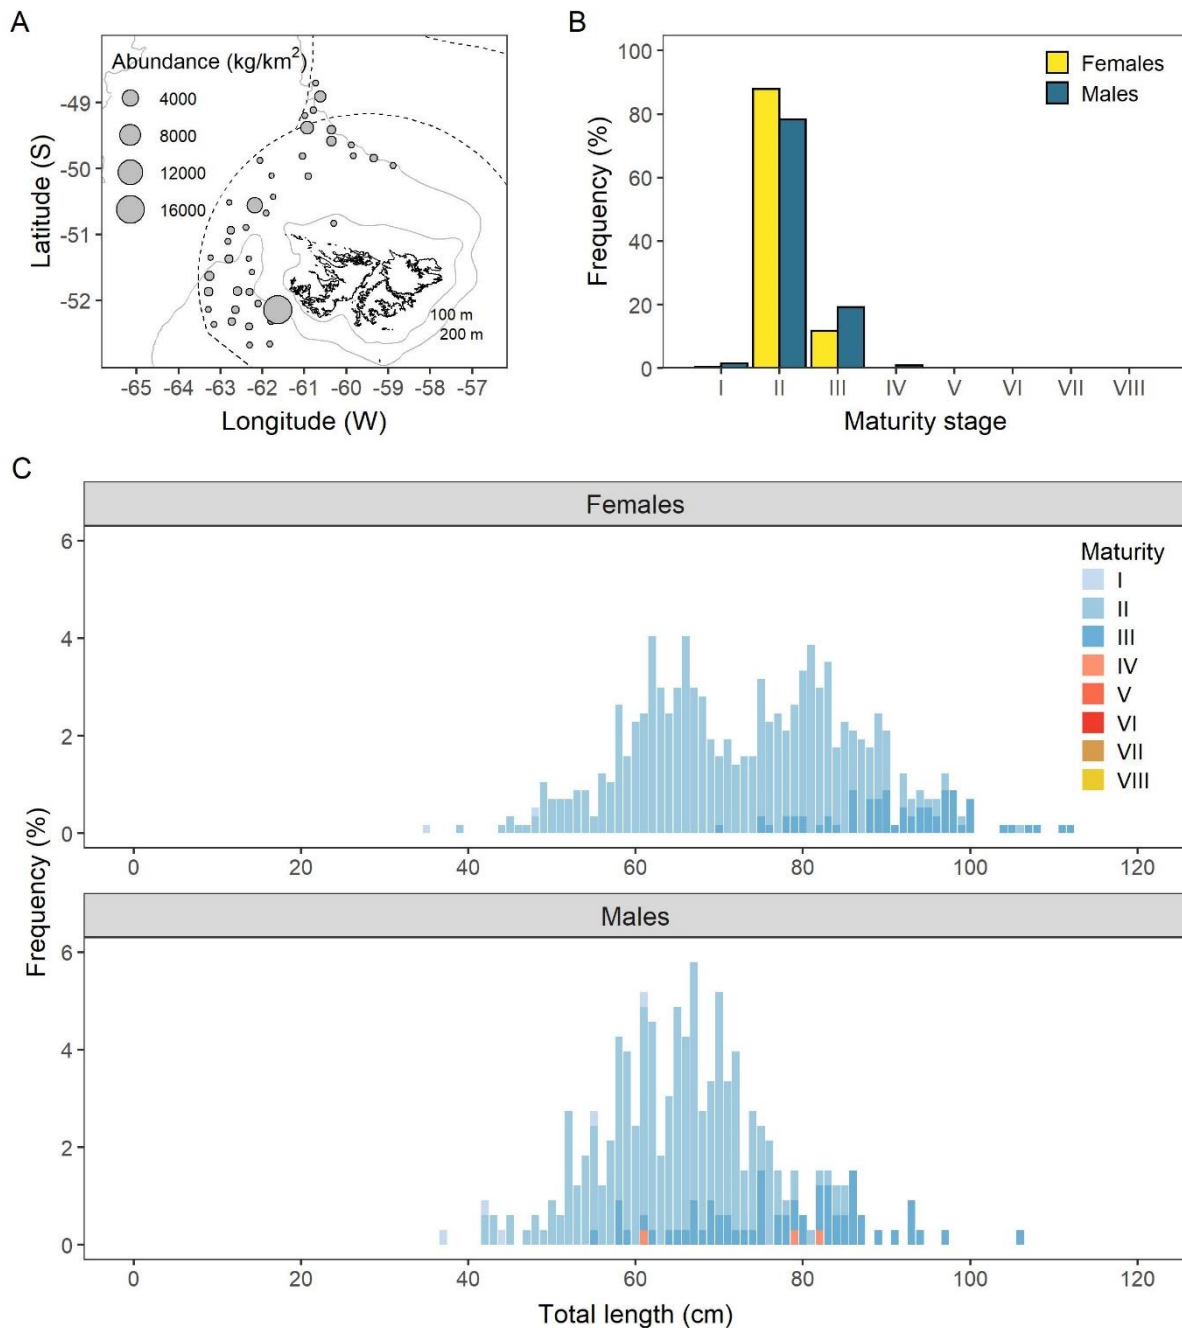 A
Abundance (kg/km²)
4000
8000
12000
16000
-49
-50
-51
-52
Latitude (S)
100 m
200 m
-65 -64 -63 -62 -61 -60 -59 -58 -57
Longitude (W)
B
100
80
60
40
20
0
Frequency (%)
Females
Males
I II III IV V VI VII VIII
Maturity stage
C
Females
6
4
2
0
Maturity
I
II
III
IV
V
VI
VII
VIII
0 20 40 60 80 100 120
Frequency (%)
Males
6
4
2
0
0 20 40 60 80 100 120
Total length (cm)